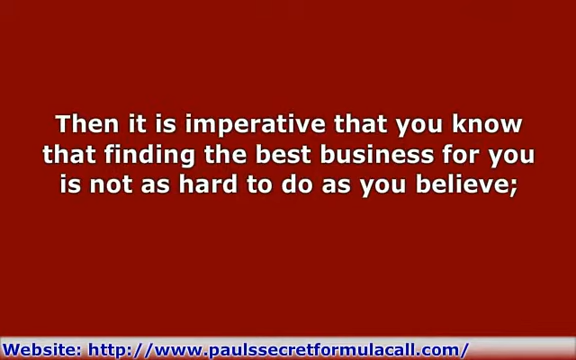 Then it is imperative that you know
that finding the best business for you
is not as hard to do as you believe;
Website: http://www.paulssecretformulacall.com/